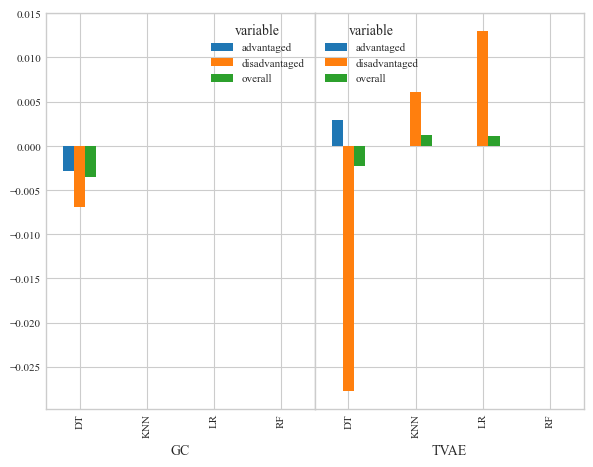 0.015
0.010
0.005
0.000
−0.005
−0.010
−0.015
−0.020
−0.025
variable
advantaged
disadvantaged
overall
variable
advantaged
disadvantaged
overall
DT
KNN
LR
RF
GC
DT
KNN
LR
RF
TVAE